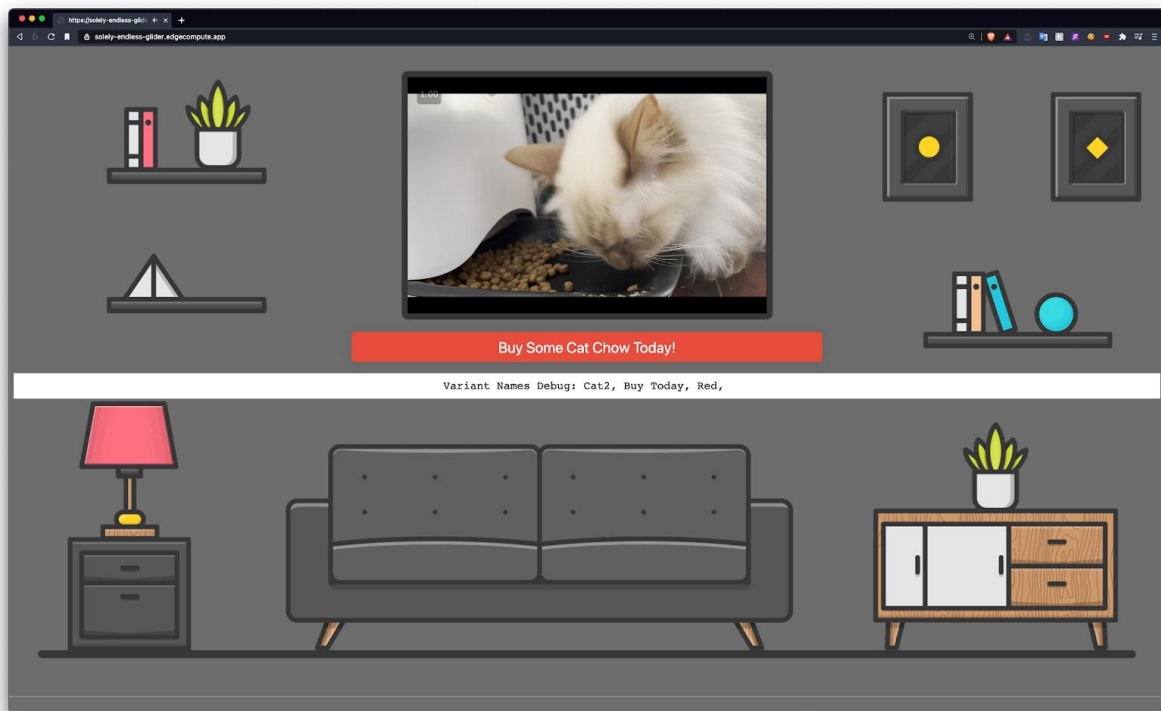 https://solely-endless-glid
solely-endless-glider.edgecompute.app
1.00
Buy Some Cat Chow Today!
Variant Names Debug: Cat2, Buy Today, Red,